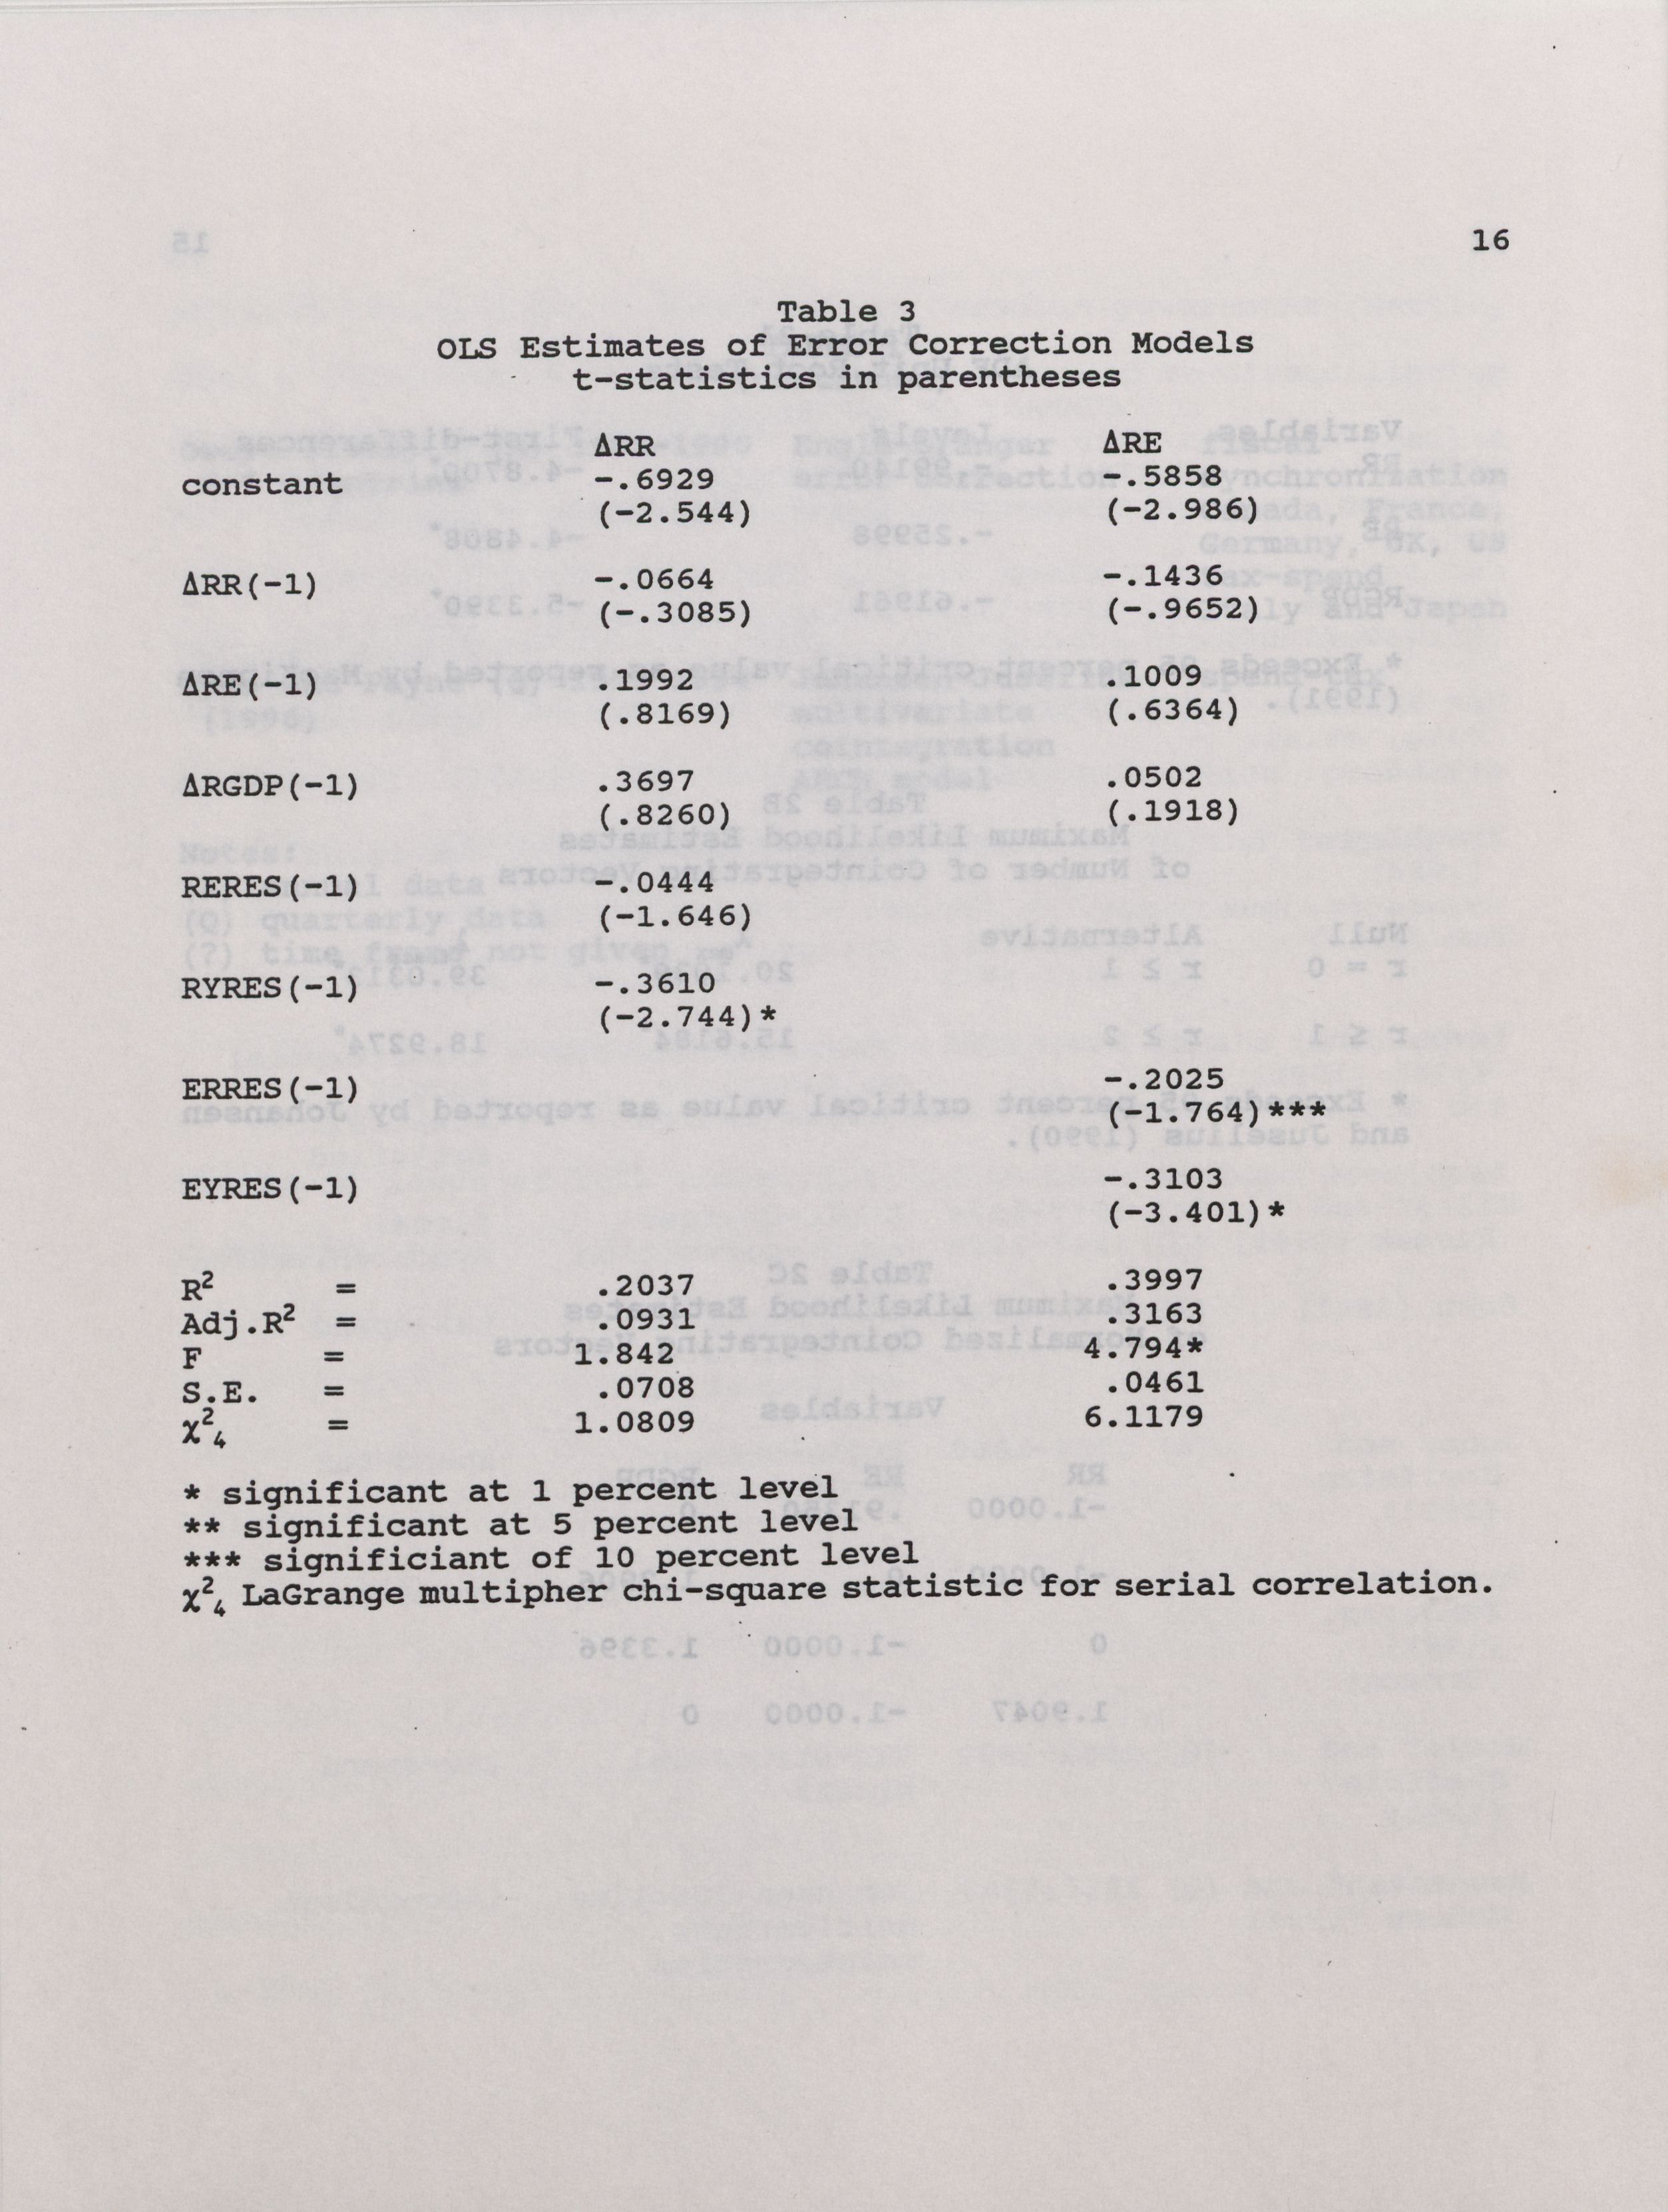 16
Table 3
OLS Estimates of Error Correction Models
t-statistics in parentheses
ΔRR ΔRE
constant -.6929 -.5858
(-2.544) (-2.986)
ΔRR(-1) -.0664 -.1436
(-.3085) (-.9652)
ΔRE(-1) .1992 .1009
(.8169) (.6364)
ΔRGDP(-1) .3697 .0502
(.8260) (.1918)
RERES(-1) -.0444
(-1.646)
RYRES(-1) -.3610
(-2.744)*
ERRES(-1) -.2025
(-1.764)***
EYRES(-1) -.3103
(-3.401)*
R² = .2037 .3997
Adj.R² = .0931 .3163
F = 1.842 4.794*
S.E. = .0708 .0461
χ²₄ = 1.0809 6.1179
* significant at 1 percent level
** significant at 5 percent level
*** significiant of 10 percent level
χ²₄ LaGrange multipher chi-square statistic for serial correlation.